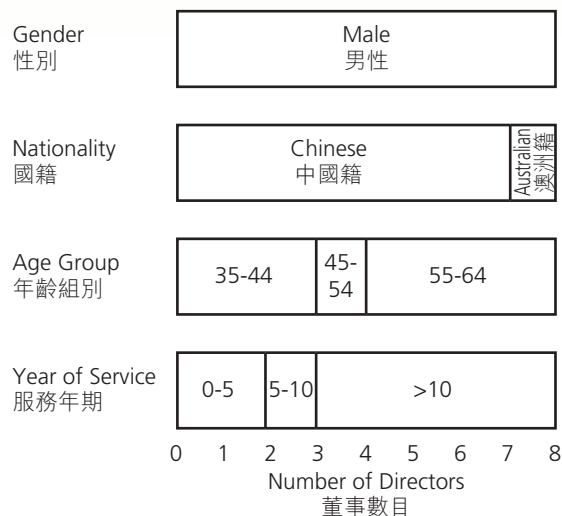 Gender
性別
Male
男性
Nationality
國籍
Chinese
中國籍
Australian
澳洲籍
Age Group
年齡組別
35-44
45-
54
55-64
Year of Service
服務年期
0-5
5-10
>10
0 1 2 3 4 5 6 7 8
Number of Directors
董事數目